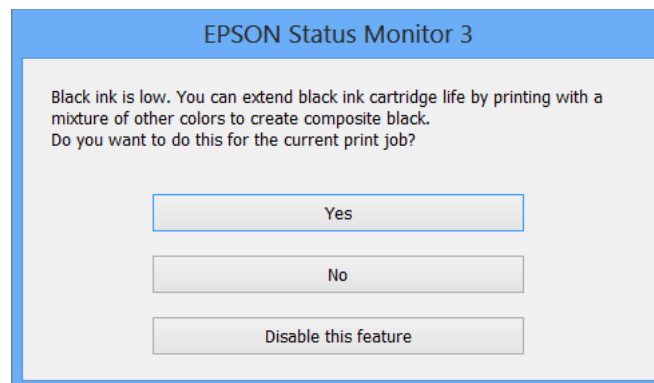 EPSON Status Monitor 3
Black ink is low. You can extend black ink cartridge life by printing with a
mixture of other colors to create composite black.
Do you want to do this for the current print job?
Yes
No
Disable this feature